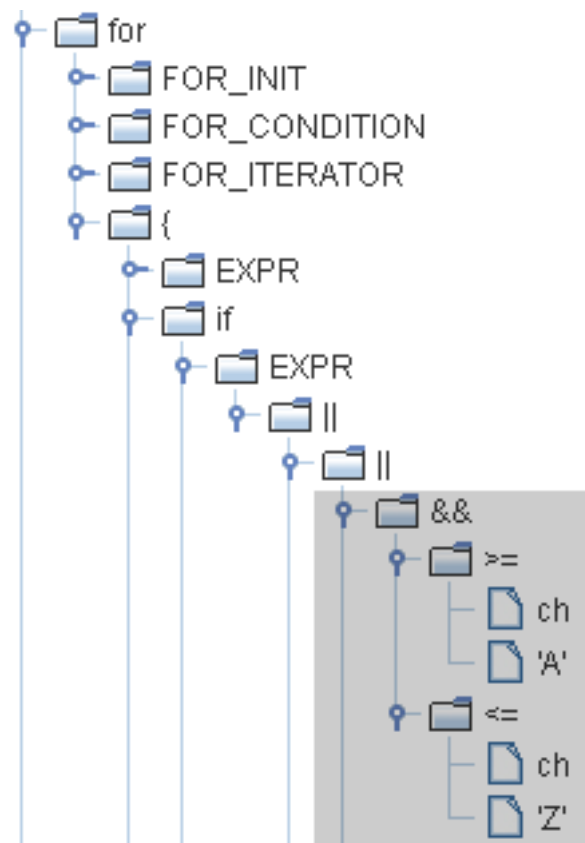 for
FOR_INIT
FOR_CONDITION
FOR_ITERATOR
{
EXPR
if
EXPR
||
||
&&
>=
ch
'A'
<=
ch
'Z'